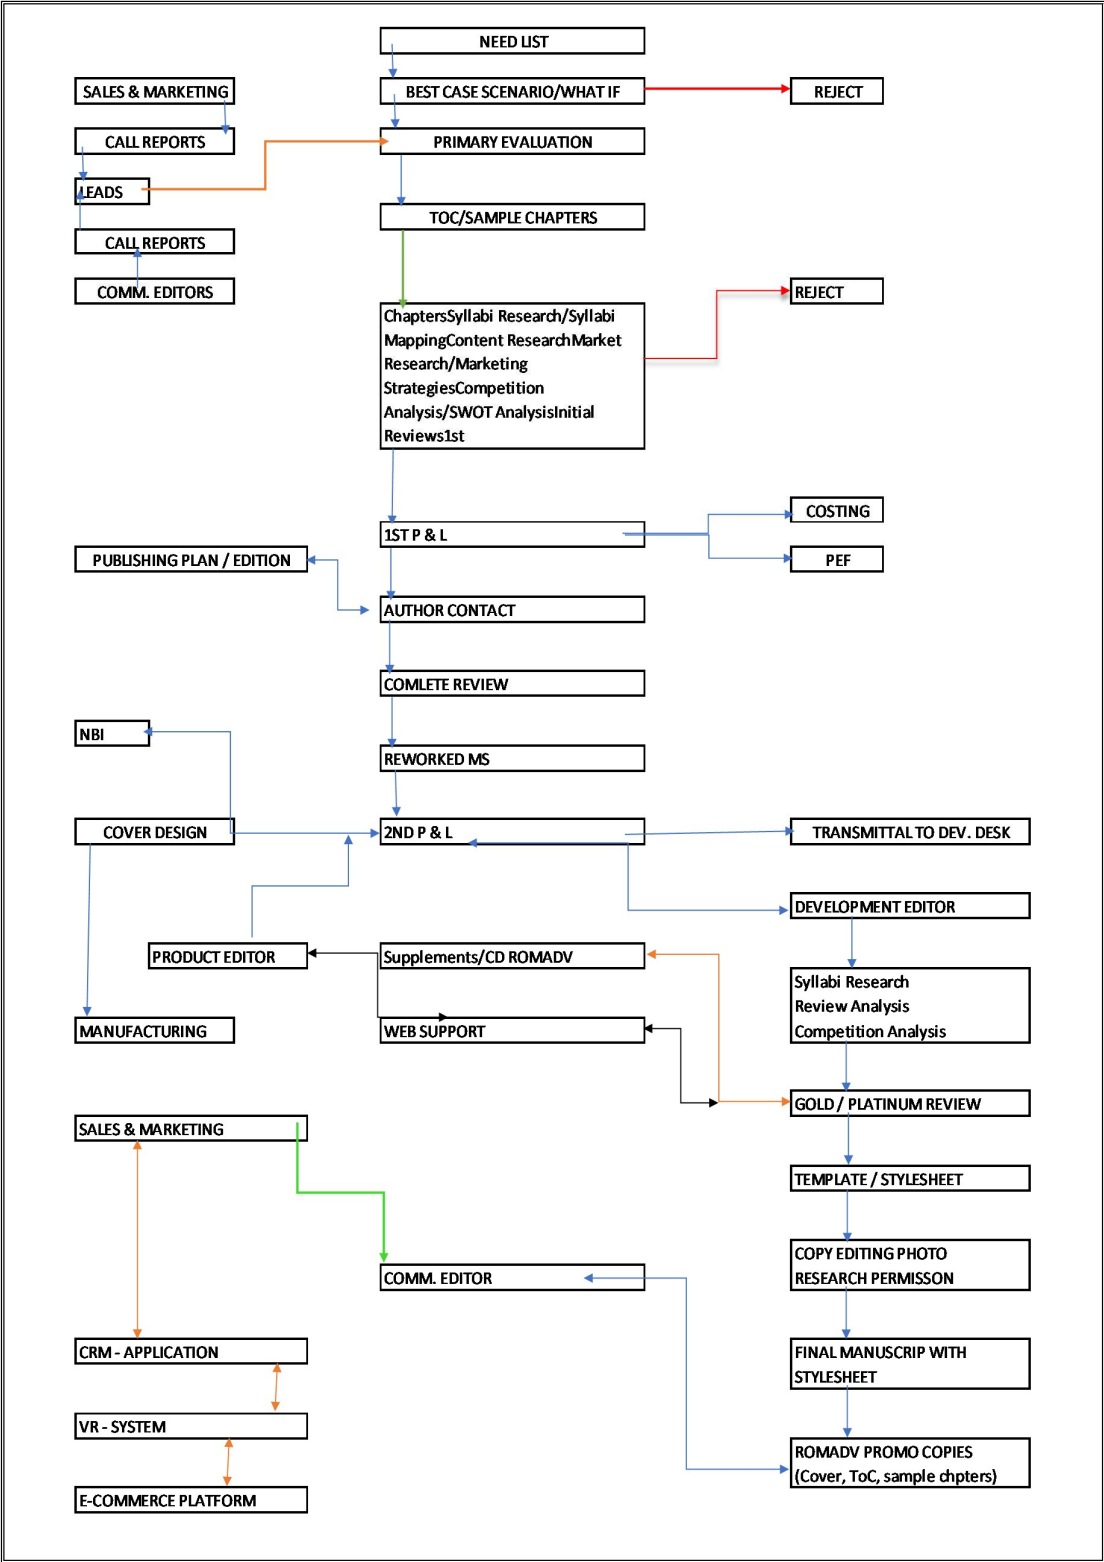 NEED LIST
SALES & MARKETING
BEST CASE SCENARIO/WHAT IF
REJECT
CALL REPORTS
PRIMARY EVALUATION
LEADS
TOC/SAMPLE CHAPTERS
CALL REPORTS
COMM. EDITORS
REJECT
ChaptersSyllabi Research/Syllabi
MappingContent ResearchMarket
Research/Marketing
StrategiesCompetition
Analysis/SWOT AnalysisInitial
Reviews1st
COSTING
1ST P & L
PUBLISHING PLAN / EDITION
PEF
AUTHOR CONTACT
COMLETE REVIEW
NBI
REWORKED MS
COVER DESIGN
2ND P & L
TRANSMITTAL TO DEV. DESK
DEVELOPMENT EDITOR
PRODUCT EDITOR
Supplements/CD ROMADV
Syllabi Research
Review Analysis
Competition Analysis
MANUFACTURING
WEB SUPPORT
GOLD / PLATINUM REVIEW
SALES & MARKETING
TEMPLATE / STYLESHEET
COPY EDITING PHOTO
RESEARCH PERMISSON
COMM. EDITOR
CRM - APPLICATION
FINAL MANUSCRIP WITH
STYLESHEET
VR - SYSTEM
ROMADV PROMO COPIES
(Cover, ToC, sample chpters)
E-COMMERCE PLATFORM